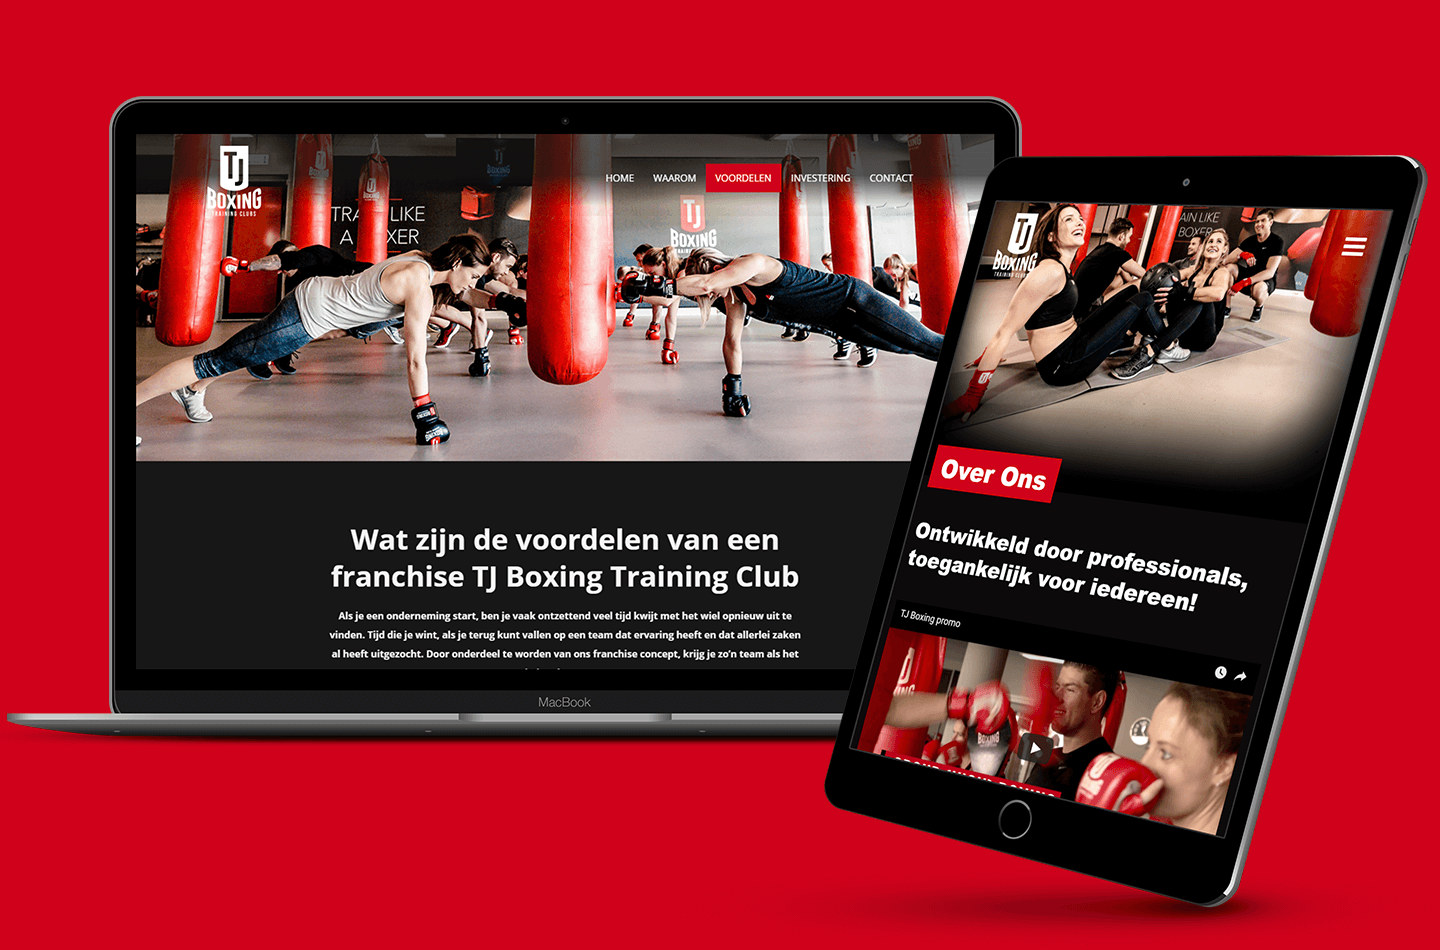 TJ
BOXING
TRAINING CLUBS
HOME WAAROM VOORDELEN INVESTERING CONTACT
TJ
BOXING
TRAIN LIKE
A BOXER
Wat zijn de voordelen van een
franchise TJ Boxing Training Club
Als je een onderneming start, ben je vaak ontzettend veel tijd kwijt met het wiel opnieuw uit te
vinden. Tijd die je wint, als je terug kunt vallen op een team dat ervaring heeft en dat allerlei zaken
al heeft uitgezocht. Door onderdeel te worden van ons franchise concept, krijg je zo'n team als het
MacBook
TJ
BOXING
TRAINING CLUBS
AIN LIKE
BOXER
Over Ons
Ontwikkeld door professionals,
toegankelijk voor iedereen!
TJ Boxing promo